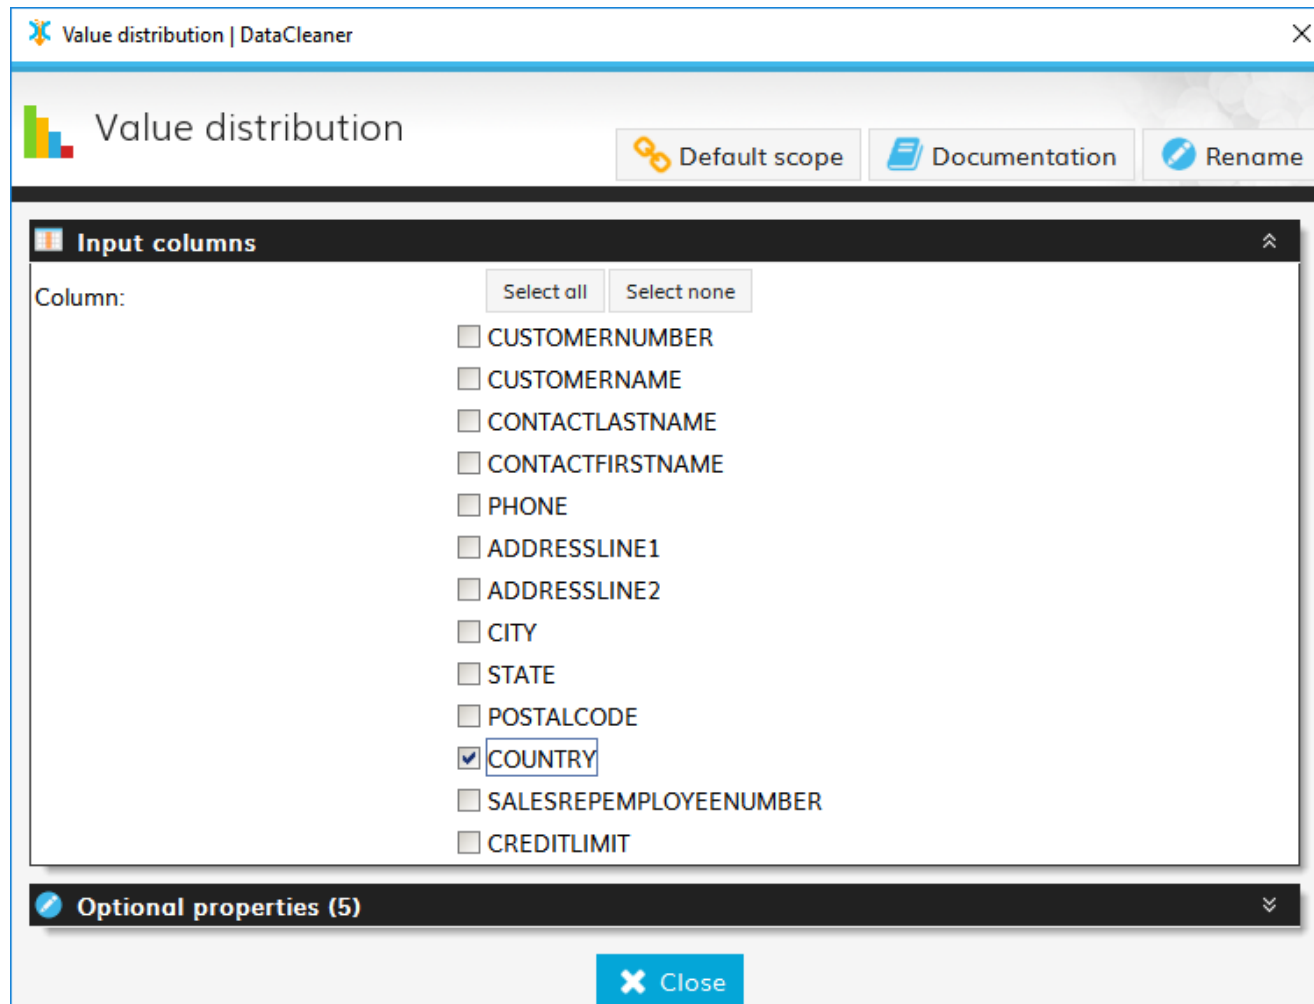 Value distribution | DataCleaner
Value distribution
Default scope
Documentation
Rename
Input columns
Column:
Select all
Select none
CUSTOMERNUMBER
CUSTOMERNAME
CONTACTLASTNAME
CONTACTFIRSTNAME
PHONE
ADDRESSLINE1
ADDRESSLINE2
CITY
STATE
POSTALCODE
COUNTRY
SALESREPEMPLOYEENUMBER
CREDITLIMIT
Optional properties (5)
Close